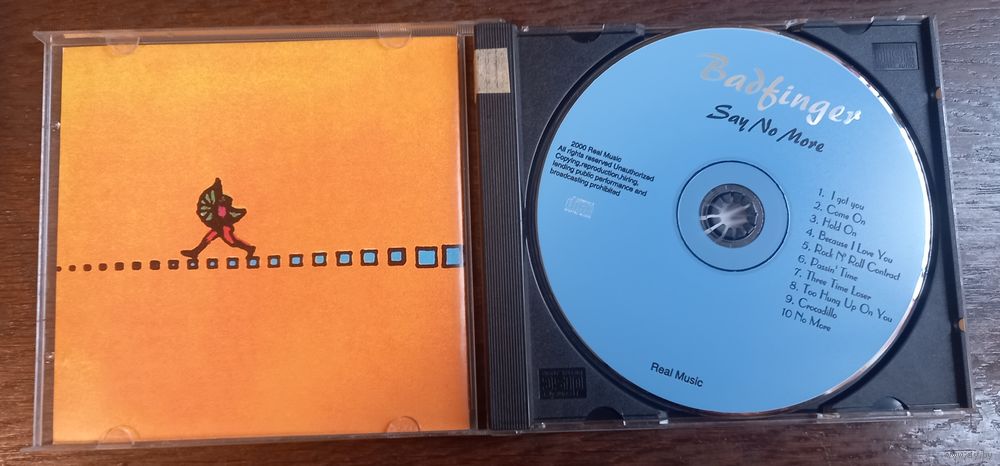 Badfinger
Say No More
2000 Real Music
All rights reserved Unauthorized
Copying,reproduction,hiring,
lending public performance and
broadcasting prohibited
1. I got you
2. Come On
3. Hold On
4. Because I Love You
5. Rock N' Roll Contract
6. Passin' Time
7. Three Time Loser
8. Too Hung Up On You
9. Crocadillo
10 No More
Real Music